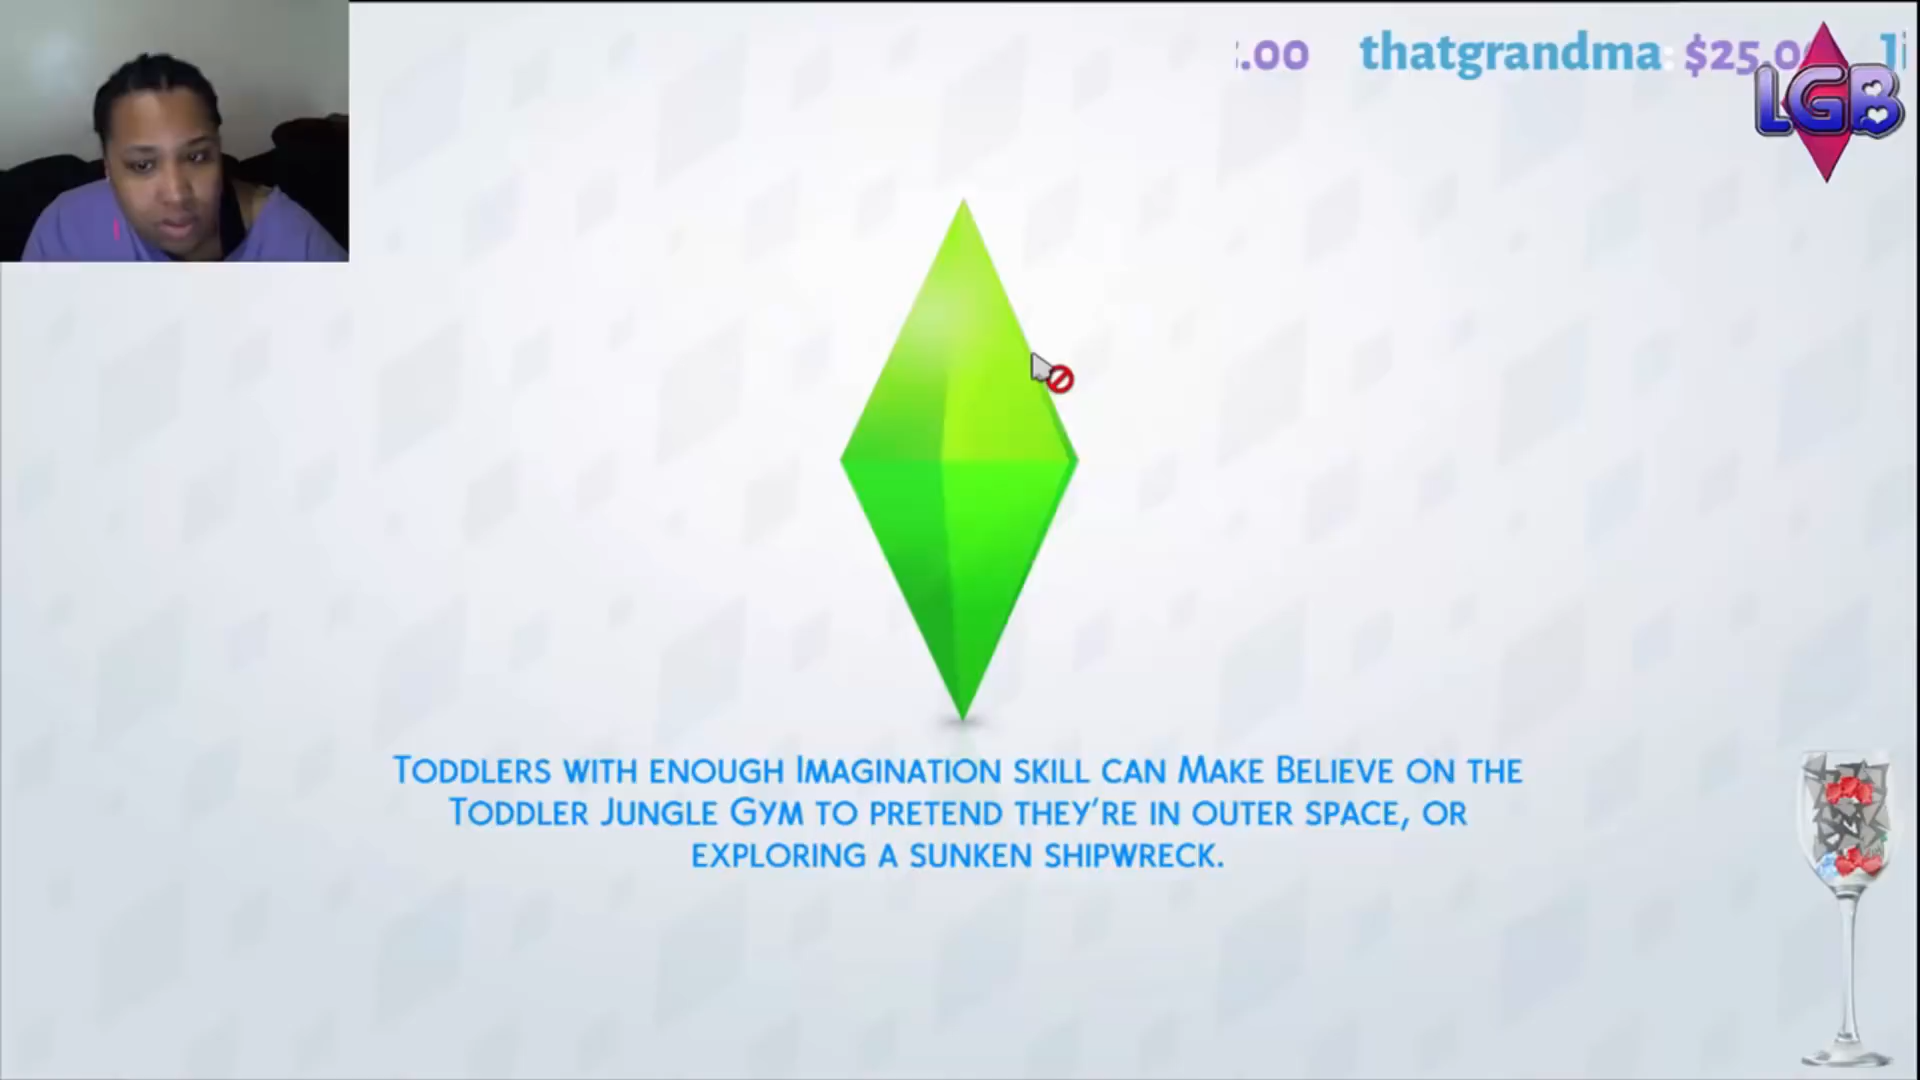 .00 thatgrandma: $25.0
LGB
TODDLERS WITH ENOUGH IMAGINATION SKILL CAN MAKE BELIEVE ON THE
TODDLER JUNGLE GYM TO PRETEND THEY'RE IN OUTER SPACE, OR
EXPLORING A SUNKEN SHIPWRECK.